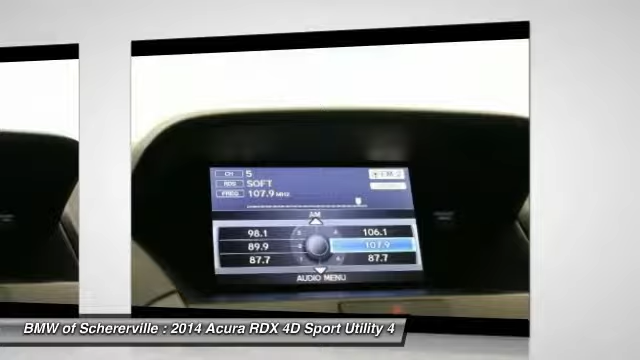 CH 5
RDS SOFT
FREQ 107.9 MHz
AM
98.1 106.1
89.9 107.9
87.7 87.7
AUDIO MENU
BMW of Schererville : 2014 Acura RDX 4D Sport Utility 4